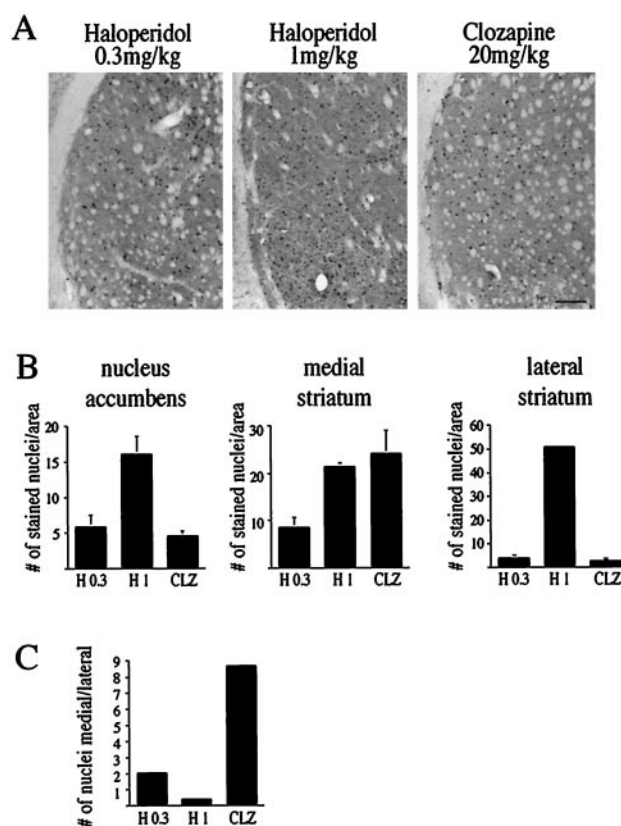 A
Haloperidol
0.3mg/kg
Haloperidol
1mg/kg
Clozapine
20mg/kg
B
nucleus
accumbens
medial
striatum
lateral
striatum
# of stained nuclei/area
20
15
10
5
H 0.3 H 1 CLZ
# of stained nuclei/area
30
20
10
H 0.3 H 1 CLZ
# of stained nuclei/area
60
50
40
30
20
10
H 0.3 H 1 CLZ
C
# of nuclei medial/lateral
9
8
7
6
5
4
3
2
1
H 0.3 H 1 CLZ